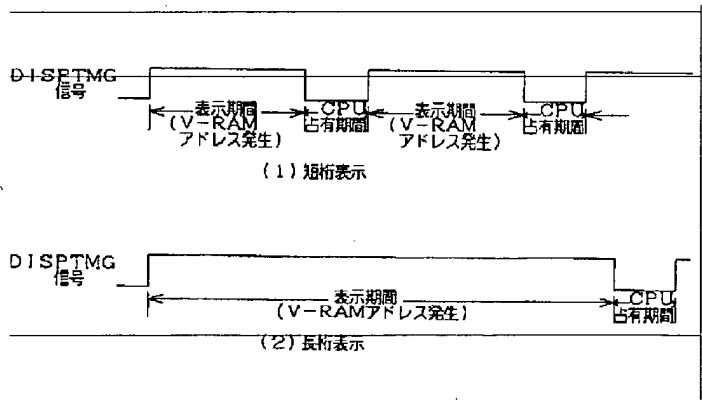 DISPTMG
信号
表示期間
(V-RAM
アドレス発生)
CPU
占有期間
表示期間
(V-RAM
アドレス発生)
CPU
占有期間
(1)短桁表示
DISPTMG
信号
表示期間
(V-RAMアドレス発生)
CPU
占有期間
(2)長桁表示